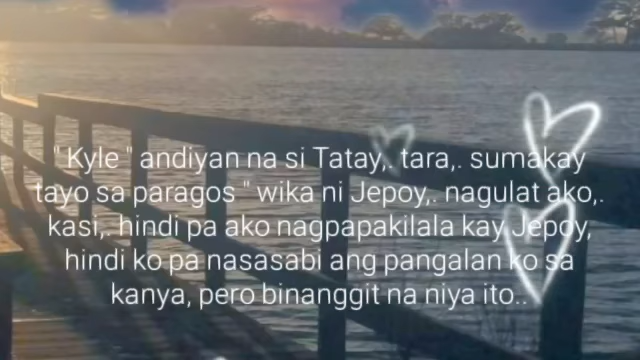 " Kyle " andiyan na si Tatay,. tara,. sumakay
tayo sa paragos " wika ni Jepoy,. nagulat ako,.
kasi,. hindi pa ako nagpapakilala kay Jepoy,
hindi ko pa nasasabi ang pangalan ko sa
kanya, pero binanggit na niya ito..